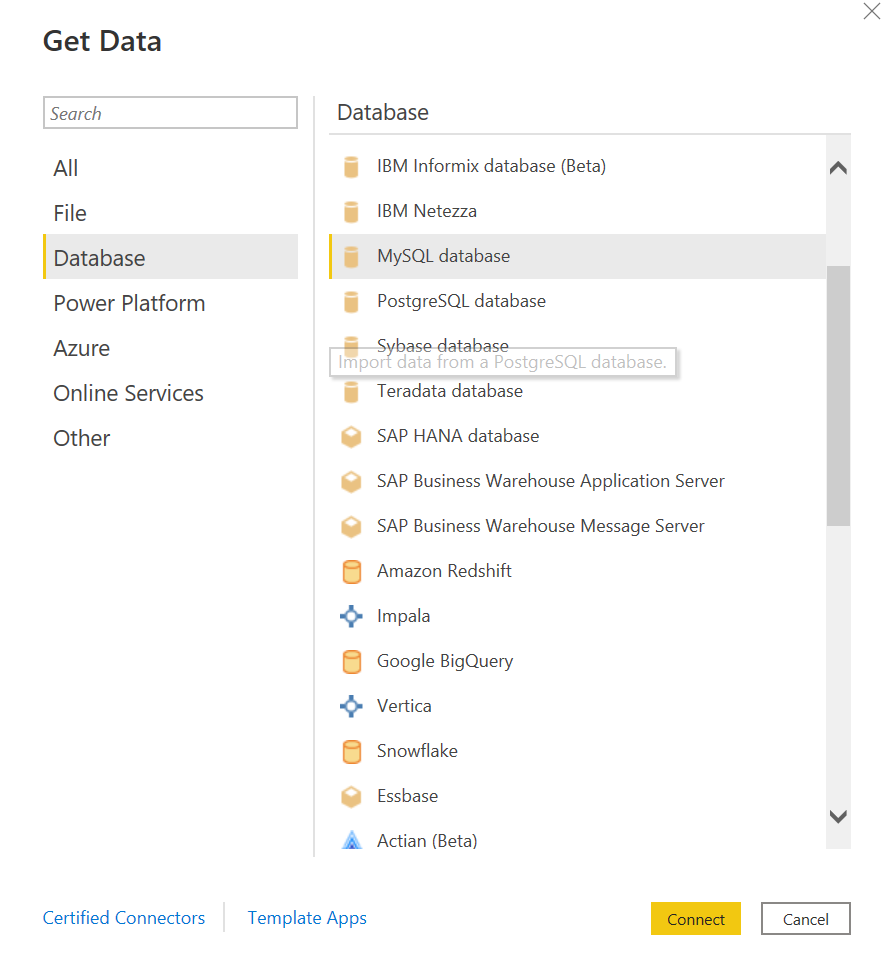 Get Data
Search
All
File
Database
Power Platform
Azure
Online Services
Other
Database
IBM Informix database (Beta)
IBM Netezza
MySQL database
PostgreSQL database
Sybase database
Import data from a PostgreSQL database.
Teradata database
SAP HANA database
SAP Business Warehouse Application Server
SAP Business Warehouse Message Server
Amazon Redshift
Impala
Google BigQuery
Vertica
Snowflake
Essbase
Actian (Beta)
Certified Connectors
Template Apps
Connect
Cancel